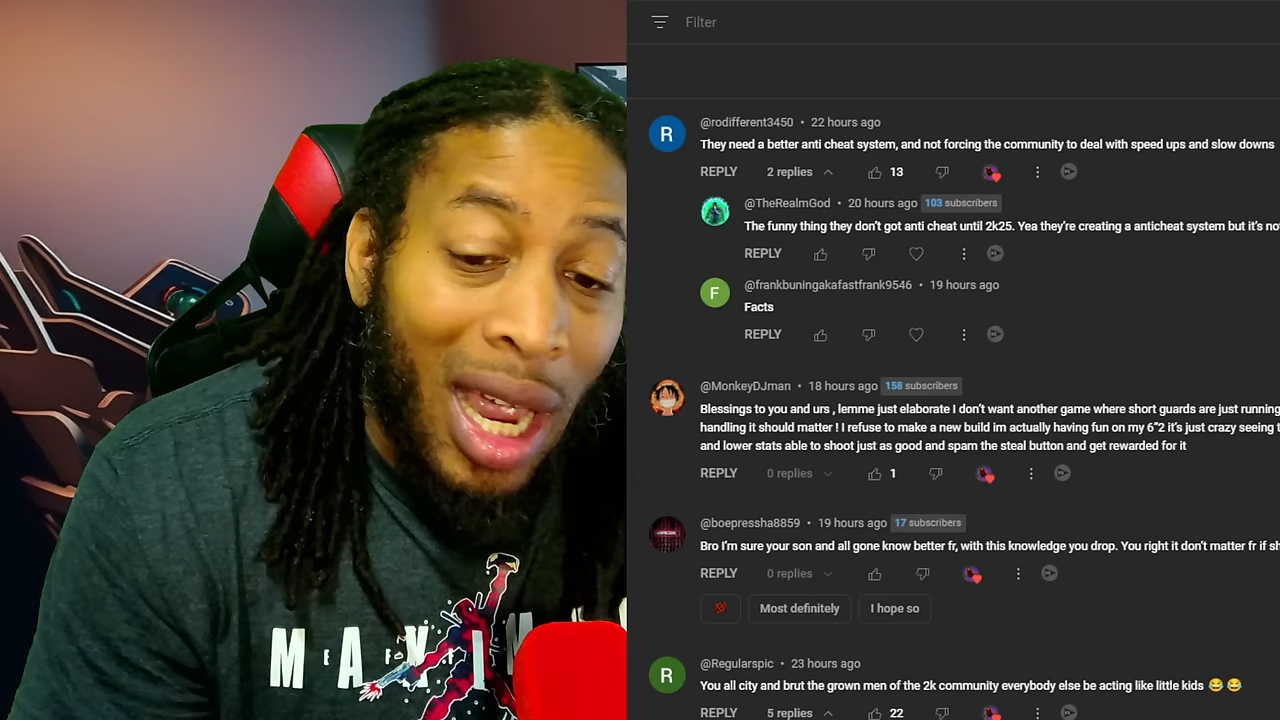 Filter
R
@rodifferent3450 • 22 hours ago
They need a better anti cheat system, and not forcing the community to deal with speed ups and slow downs
REPLY 2 replies 13
@TheRealmGod • 20 hours ago 103 subscribers
The funny thing they don't got anti cheat until 2k25. Yea they're creating a anticheat system but it's no
REPLY
F
@frankbuningakafastfrank9546 • 19 hours ago
Facts
REPLY
@MonkeyDJman • 18 hours ago 158 subscribers
Blessings to you and urs , lemme just elaborate I don't want another game where short guards are just running
handling it should matter ! I refuse to make a new build im actually having fun on my 6"2 it's just crazy seeing t
and lower stats able to shoot just as good and spam the steal button and get rewarded for it
REPLY 0 replies 1
@boepressha8859 • 19 hours ago 17 subscribers
Bro I'm sure your son and all gone know better fr, with this knowledge you drop. You right it don't matter fr if sh
REPLY 0 replies
💯 Most definitely I hope so
R
@Regularspic • 23 hours ago
You all city and brut the grown men of the 2k community everybody else be acting like little kids 😂 😂
REPLY 5 replies 22
M A X I M